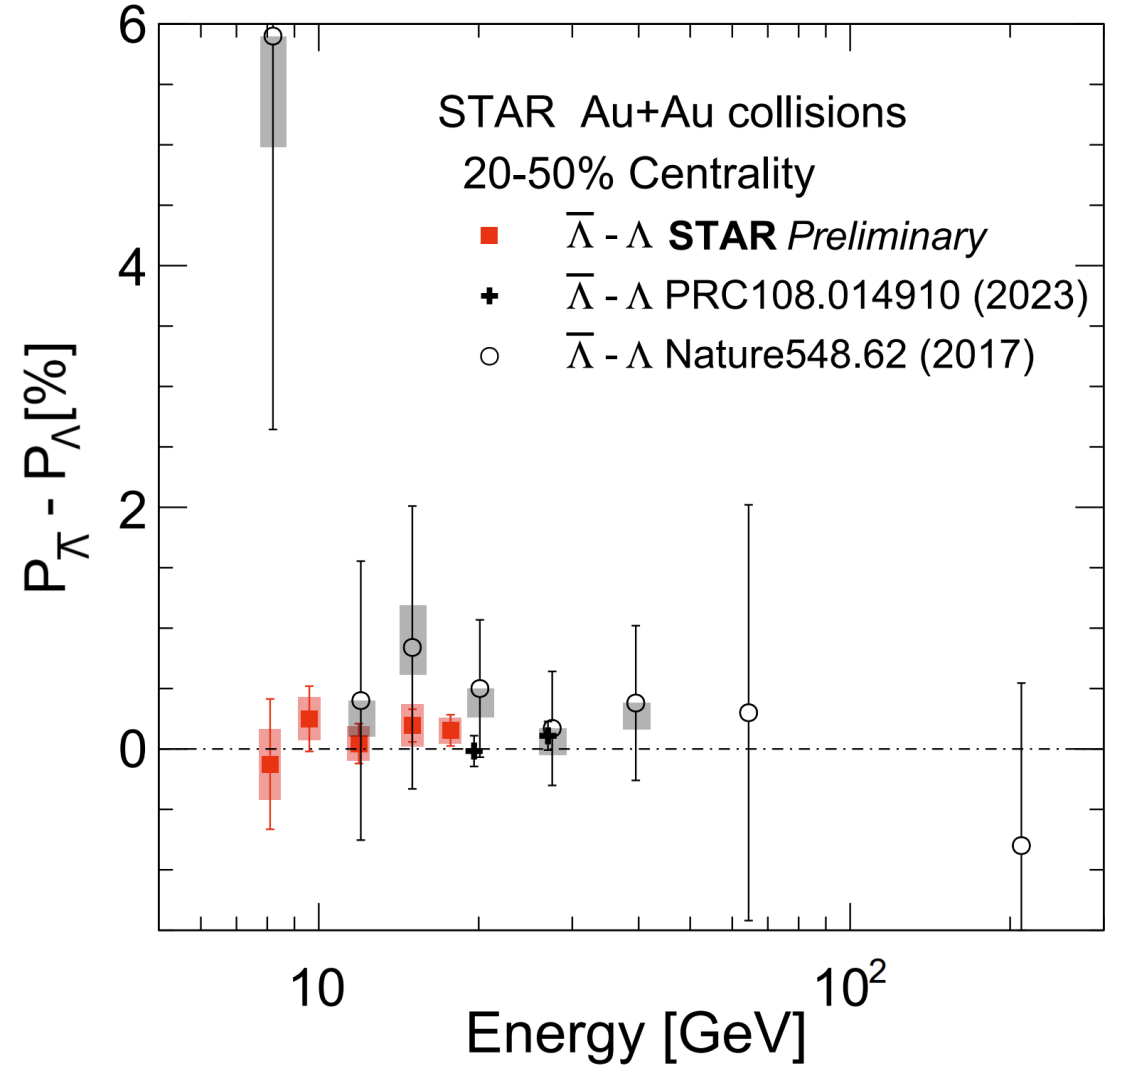 6
4
2
0
P_Λ̅ - P_Λ [%]
STAR Au+Au collisions
20-50% Centrality
Λ̅ - Λ STAR Preliminary
Λ̅ - Λ PRC108.014910 (2023)
Λ̅ - Λ Nature548.62 (2017)
10
10²
Energy [GeV]